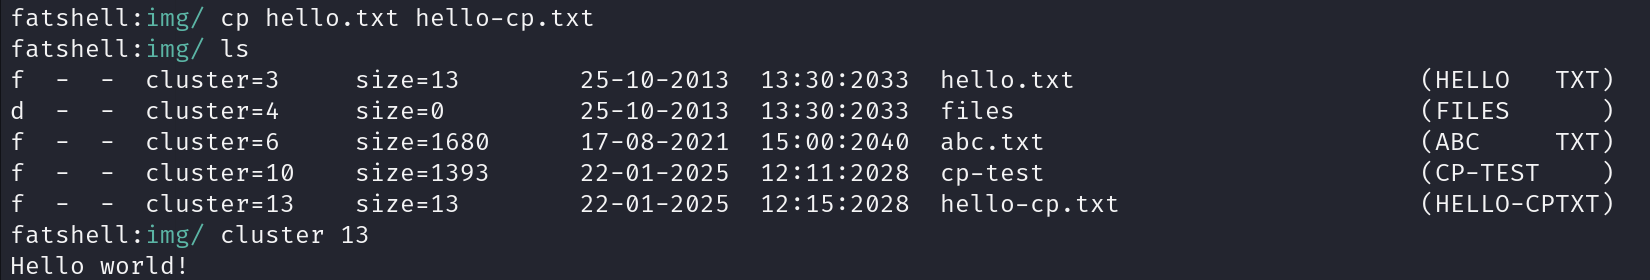 fatshell:img/ cp hello.txt hello-cp.txt
fatshell:img/ ls
f  -  -  cluster=3     size=13        25-10-2013  13:30:2033  hello.txt                       (HELLO   TXT)
d  -  -  cluster=4     size=0         25-10-2013  13:30:2033  files                           (FILES      )
f  -  -  cluster=6     size=1680      17-08-2021  15:00:2040  abc.txt                         (ABC     TXT)
f  -  -  cluster=10    size=1393      22-01-2025  12:11:2028  cp-test                         (CP-TEST    )
f  -  -  cluster=13    size=13        22-01-2025  12:15:2028  hello-cp.txt                    (HELLO-CPTXT)
fatshell:img/ cluster 13
Hello world!